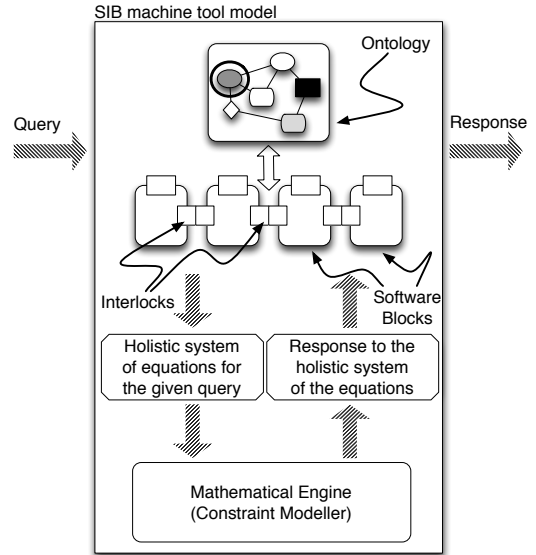 SIB machine tool model
Ontology
Query
Response
Interlocks
Software
Blocks
Holistic system
of equations for
the given query
Response to the
holistic system
of the equations
Mathematical Engine
(Constraint Modeller)